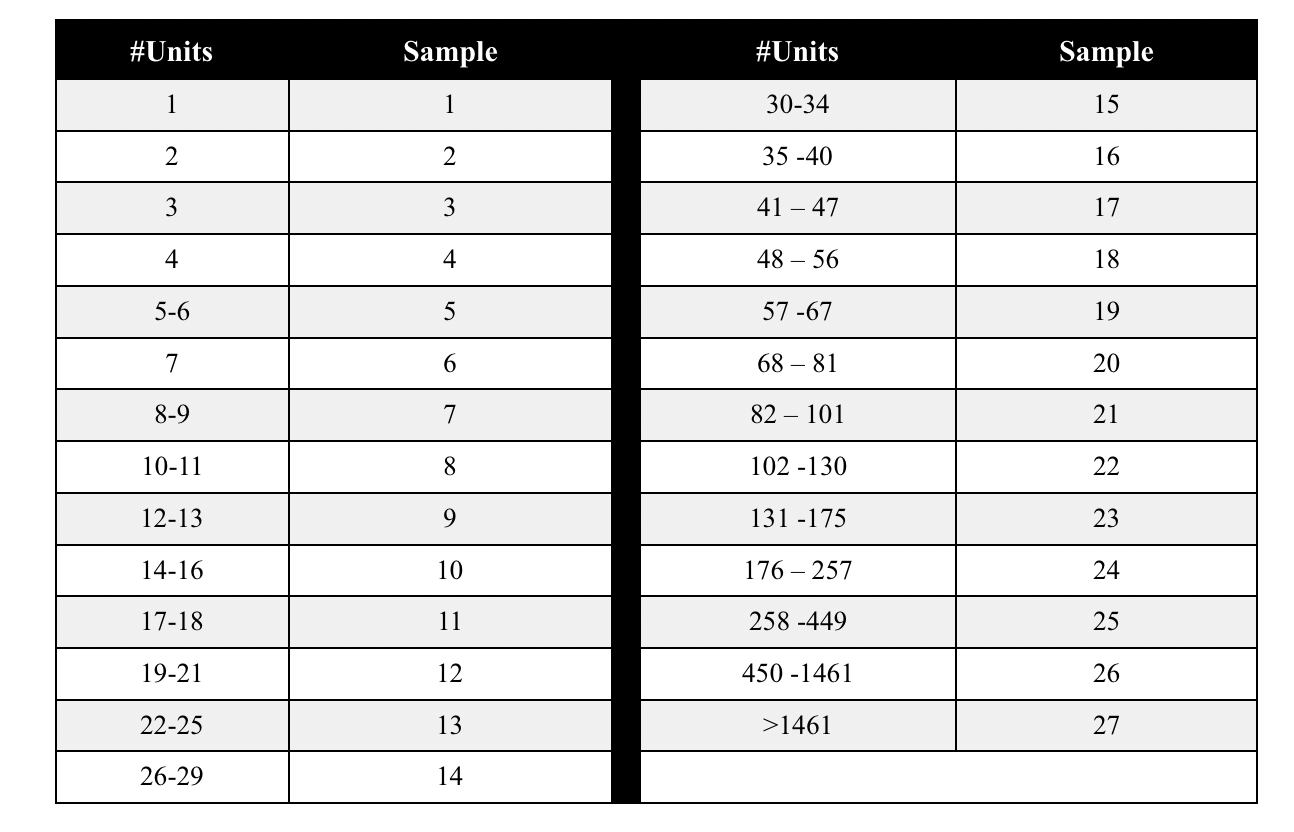 #Units Sample #Units Sample
1 1 30-34 15
2 2 35 -40 16
3 3 41 – 47 17
4 4 48 – 56 18
5-6 5 57 -67 19
7 6 68 – 81 20
8-9 7 82 – 101 21
10-11 8 102 -130 22
12-13 9 131 -175 23
14-16 10 176 – 257 24
17-18 11 258 -449 25
19-21 12 450 -1461 26
22-25 13 >1461 27
26-29 14